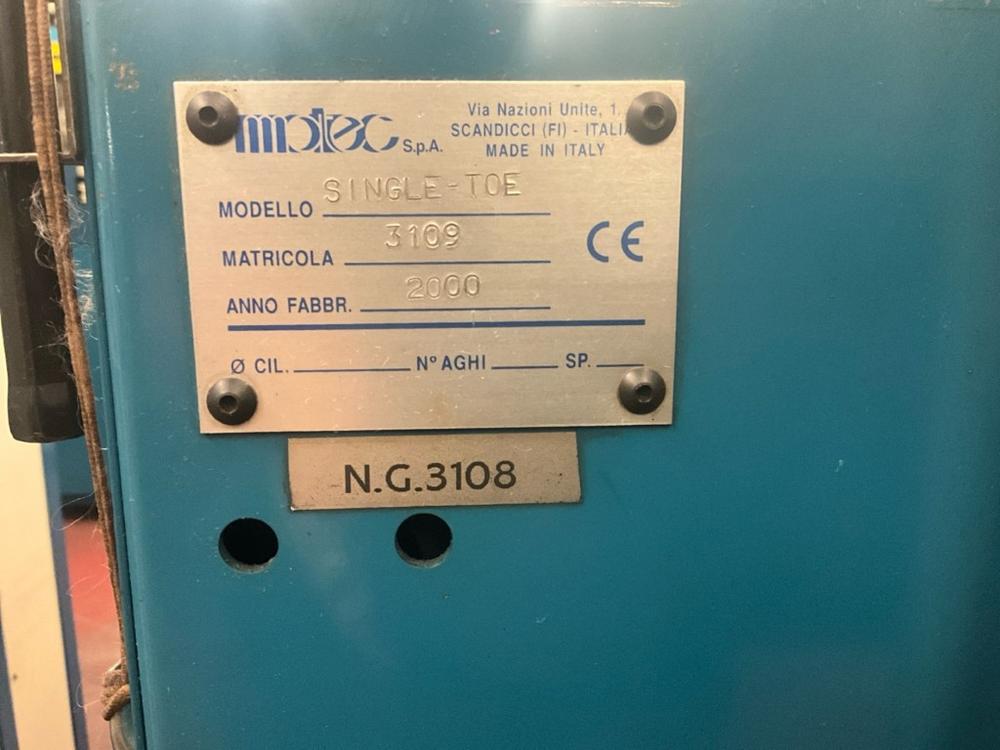 matec S.p.A.
Via Nazioni Unite, 1
SCANDICCI (FI) - ITALIA
MADE IN ITALY
MODELLO SINGLE-TOE
MATRICOLA 3109
ANNO FABBR. 2000
CE
Ø CIL. N° AGHI SP.
N.G.3108